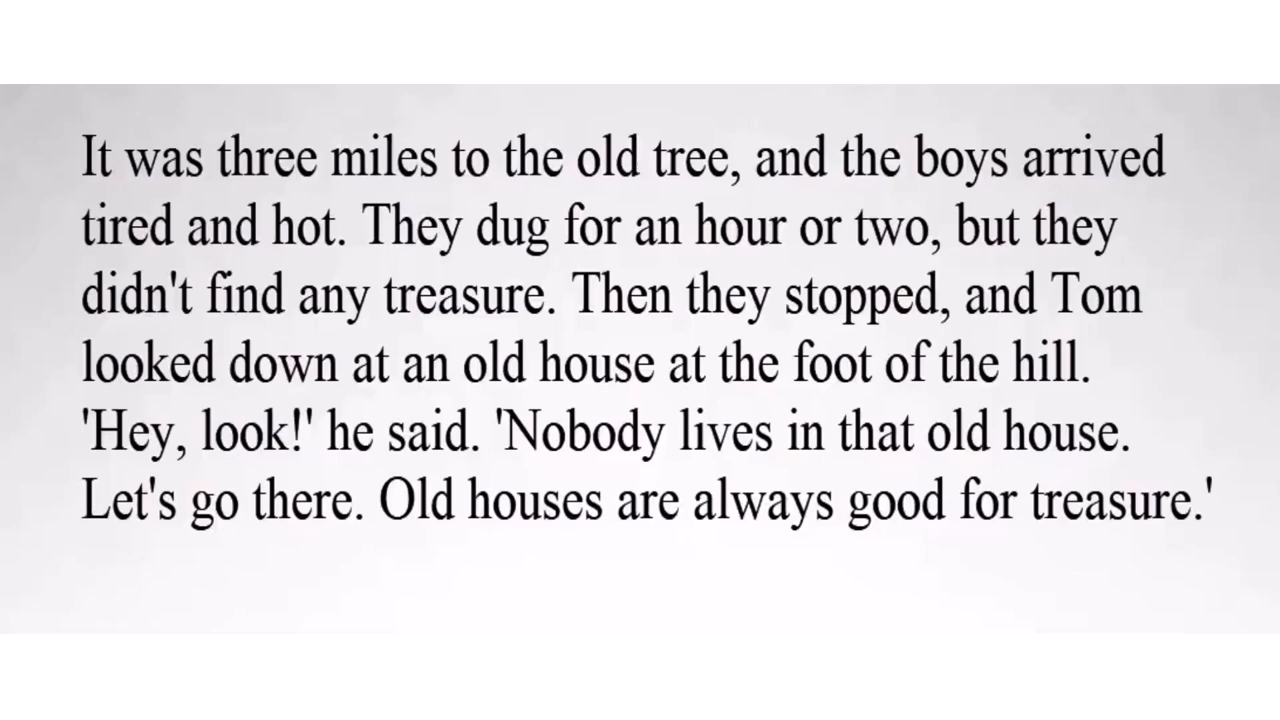 It was three miles to the old tree, and the boys arrived
tired and hot. They dug for an hour or two, but they
didn't find any treasure. Then they stopped, and Tom
looked down at an old house at the foot of the hill.
'Hey, look!' he said. 'Nobody lives in that old house.
Let's go there. Old houses are always good for treasure.'